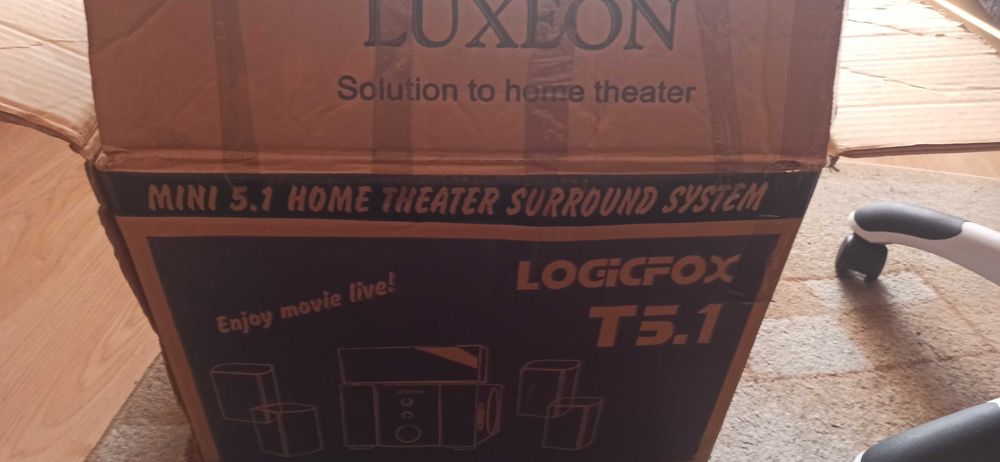 LUXEON
Solution to home theater
MINI 5.1 HOME THEATER SURROUND SYSTEM
LOGICFOX
T5.1
Enjoy movie live!